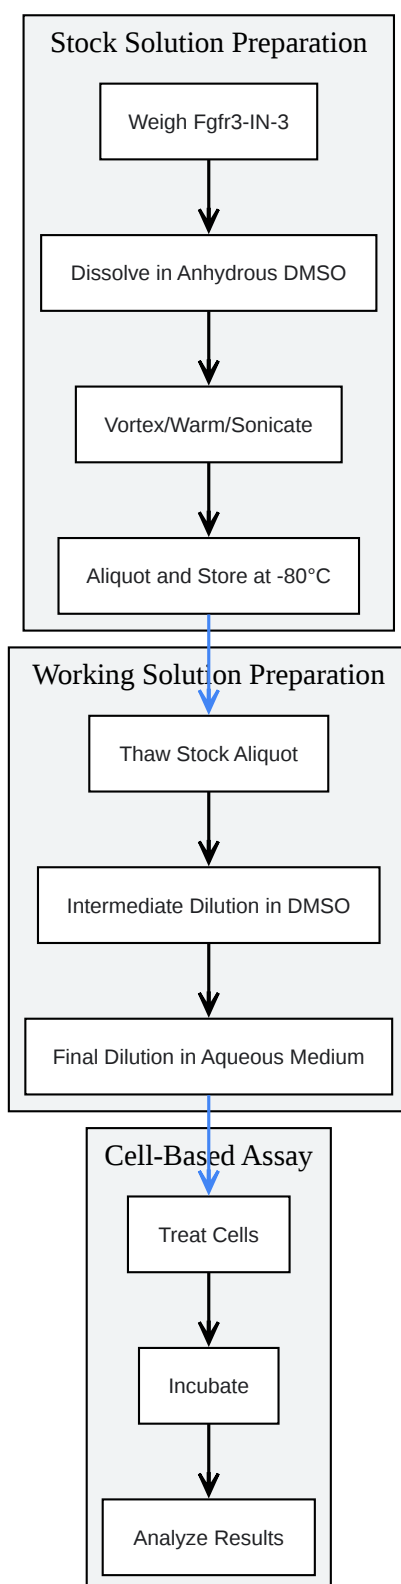 Stock Solution Preparation
Weigh Fgfr3-IN-3
Dissolve in Anhydrous DMSO
Vortex/Warm/Sonicate
Aliquot and Store at -80°C
Working Solution Preparation
Thaw Stock Aliquot
Intermediate Dilution in DMSO
Final Dilution in Aqueous Medium
Cell-Based Assay
Treat Cells
Incubate
Analyze Results